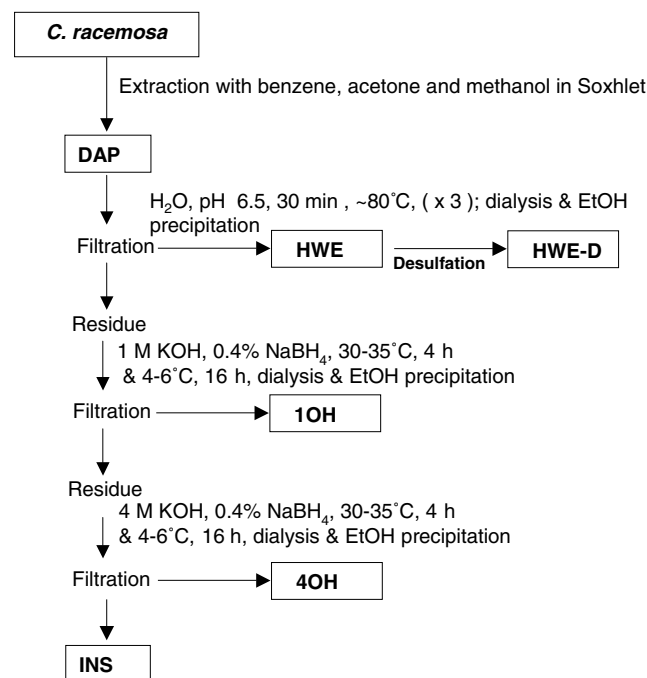 C. racemosa
Extraction with benzene, acetone and methanol in Soxhlet
DAP
H₂O, pH 6.5, 30 min , ~80˚C, ( x 3 ); dialysis & EtOH
precipitation
Filtration
HWE
Desulfation
HWE-D
Residue
1 M KOH, 0.4% NaBH₄, 30-35˚C, 4 h
& 4-6˚C, 16 h, dialysis & EtOH precipitation
Filtration
1OH
Residue
4 M KOH, 0.4% NaBH₄, 30-35˚C, 4 h
& 4-6˚C, 16 h, dialysis & EtOH precipitation
Filtration
4OH
INS